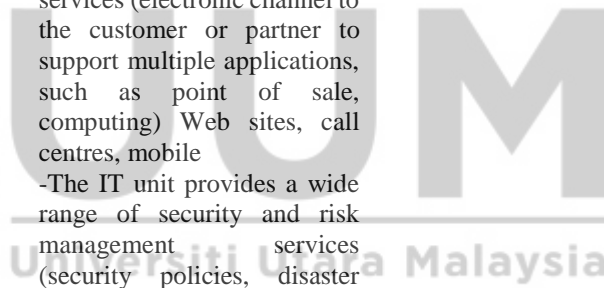 services (electronic channel to
the customer or partner to
support multiple applications,
such as point of sale,
computing) Web sites, call
centres, mobile
-The IT unit provides a wide
range of security and risk
management services
(security policies, disaster
UUM
Universiti Utara Malaysia